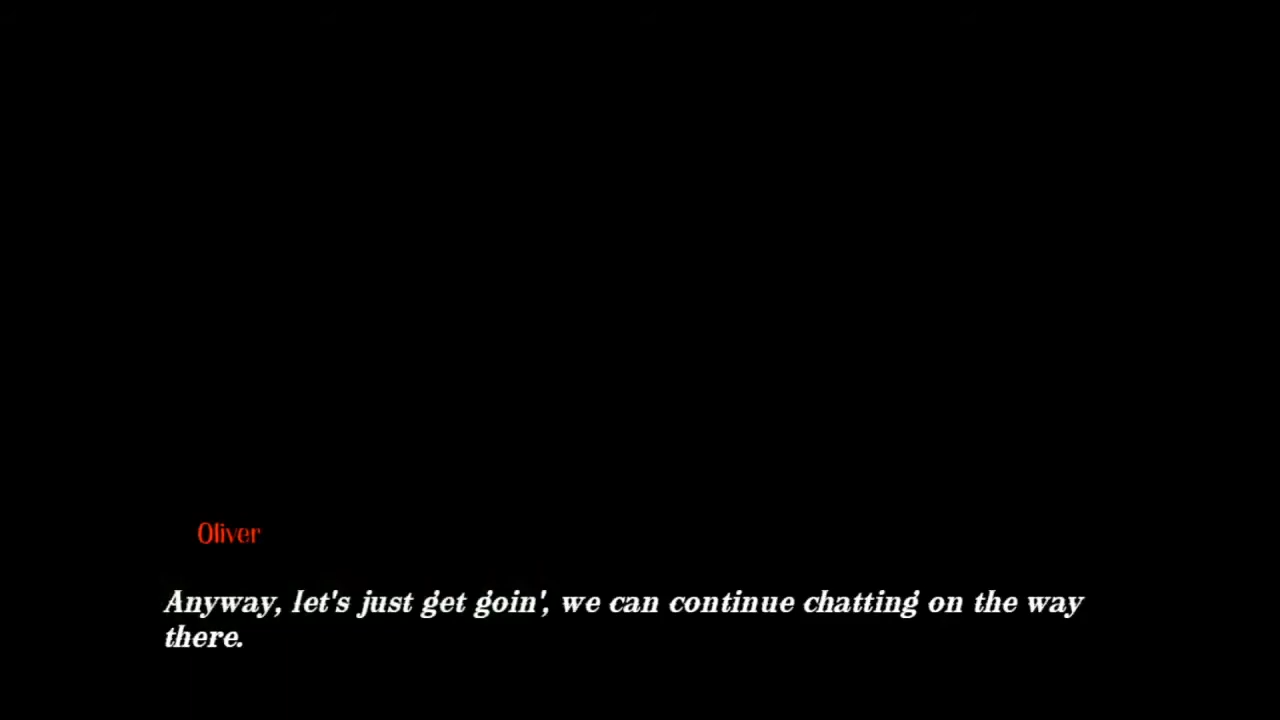 Oliver
Anyway, let's just get goin', we can continue chatting on the way
there.